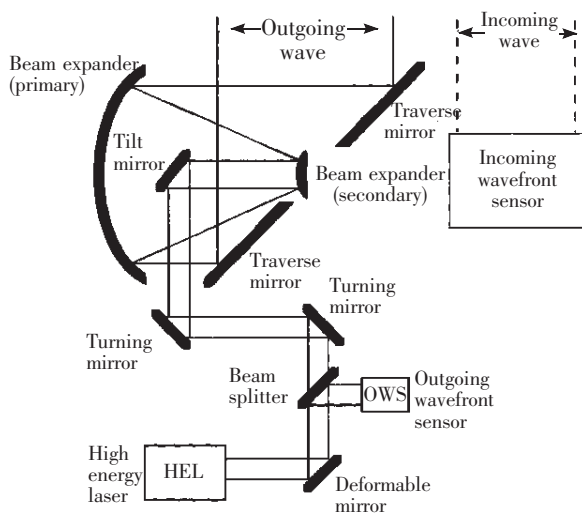 Outgoing
wave
Incoming
wave
Beam expander
(primary)
Traverse
mirror
Tilt
mirror
Beam expander
(secondary)
Incoming
wavefront
sensor
Traverse
mirror
Turning
mirror
Turning
mirror
Beam
splitter
OWS
Outgoing
wavefront
sensor
High
energy
laser
HEL
Deformable
mirror